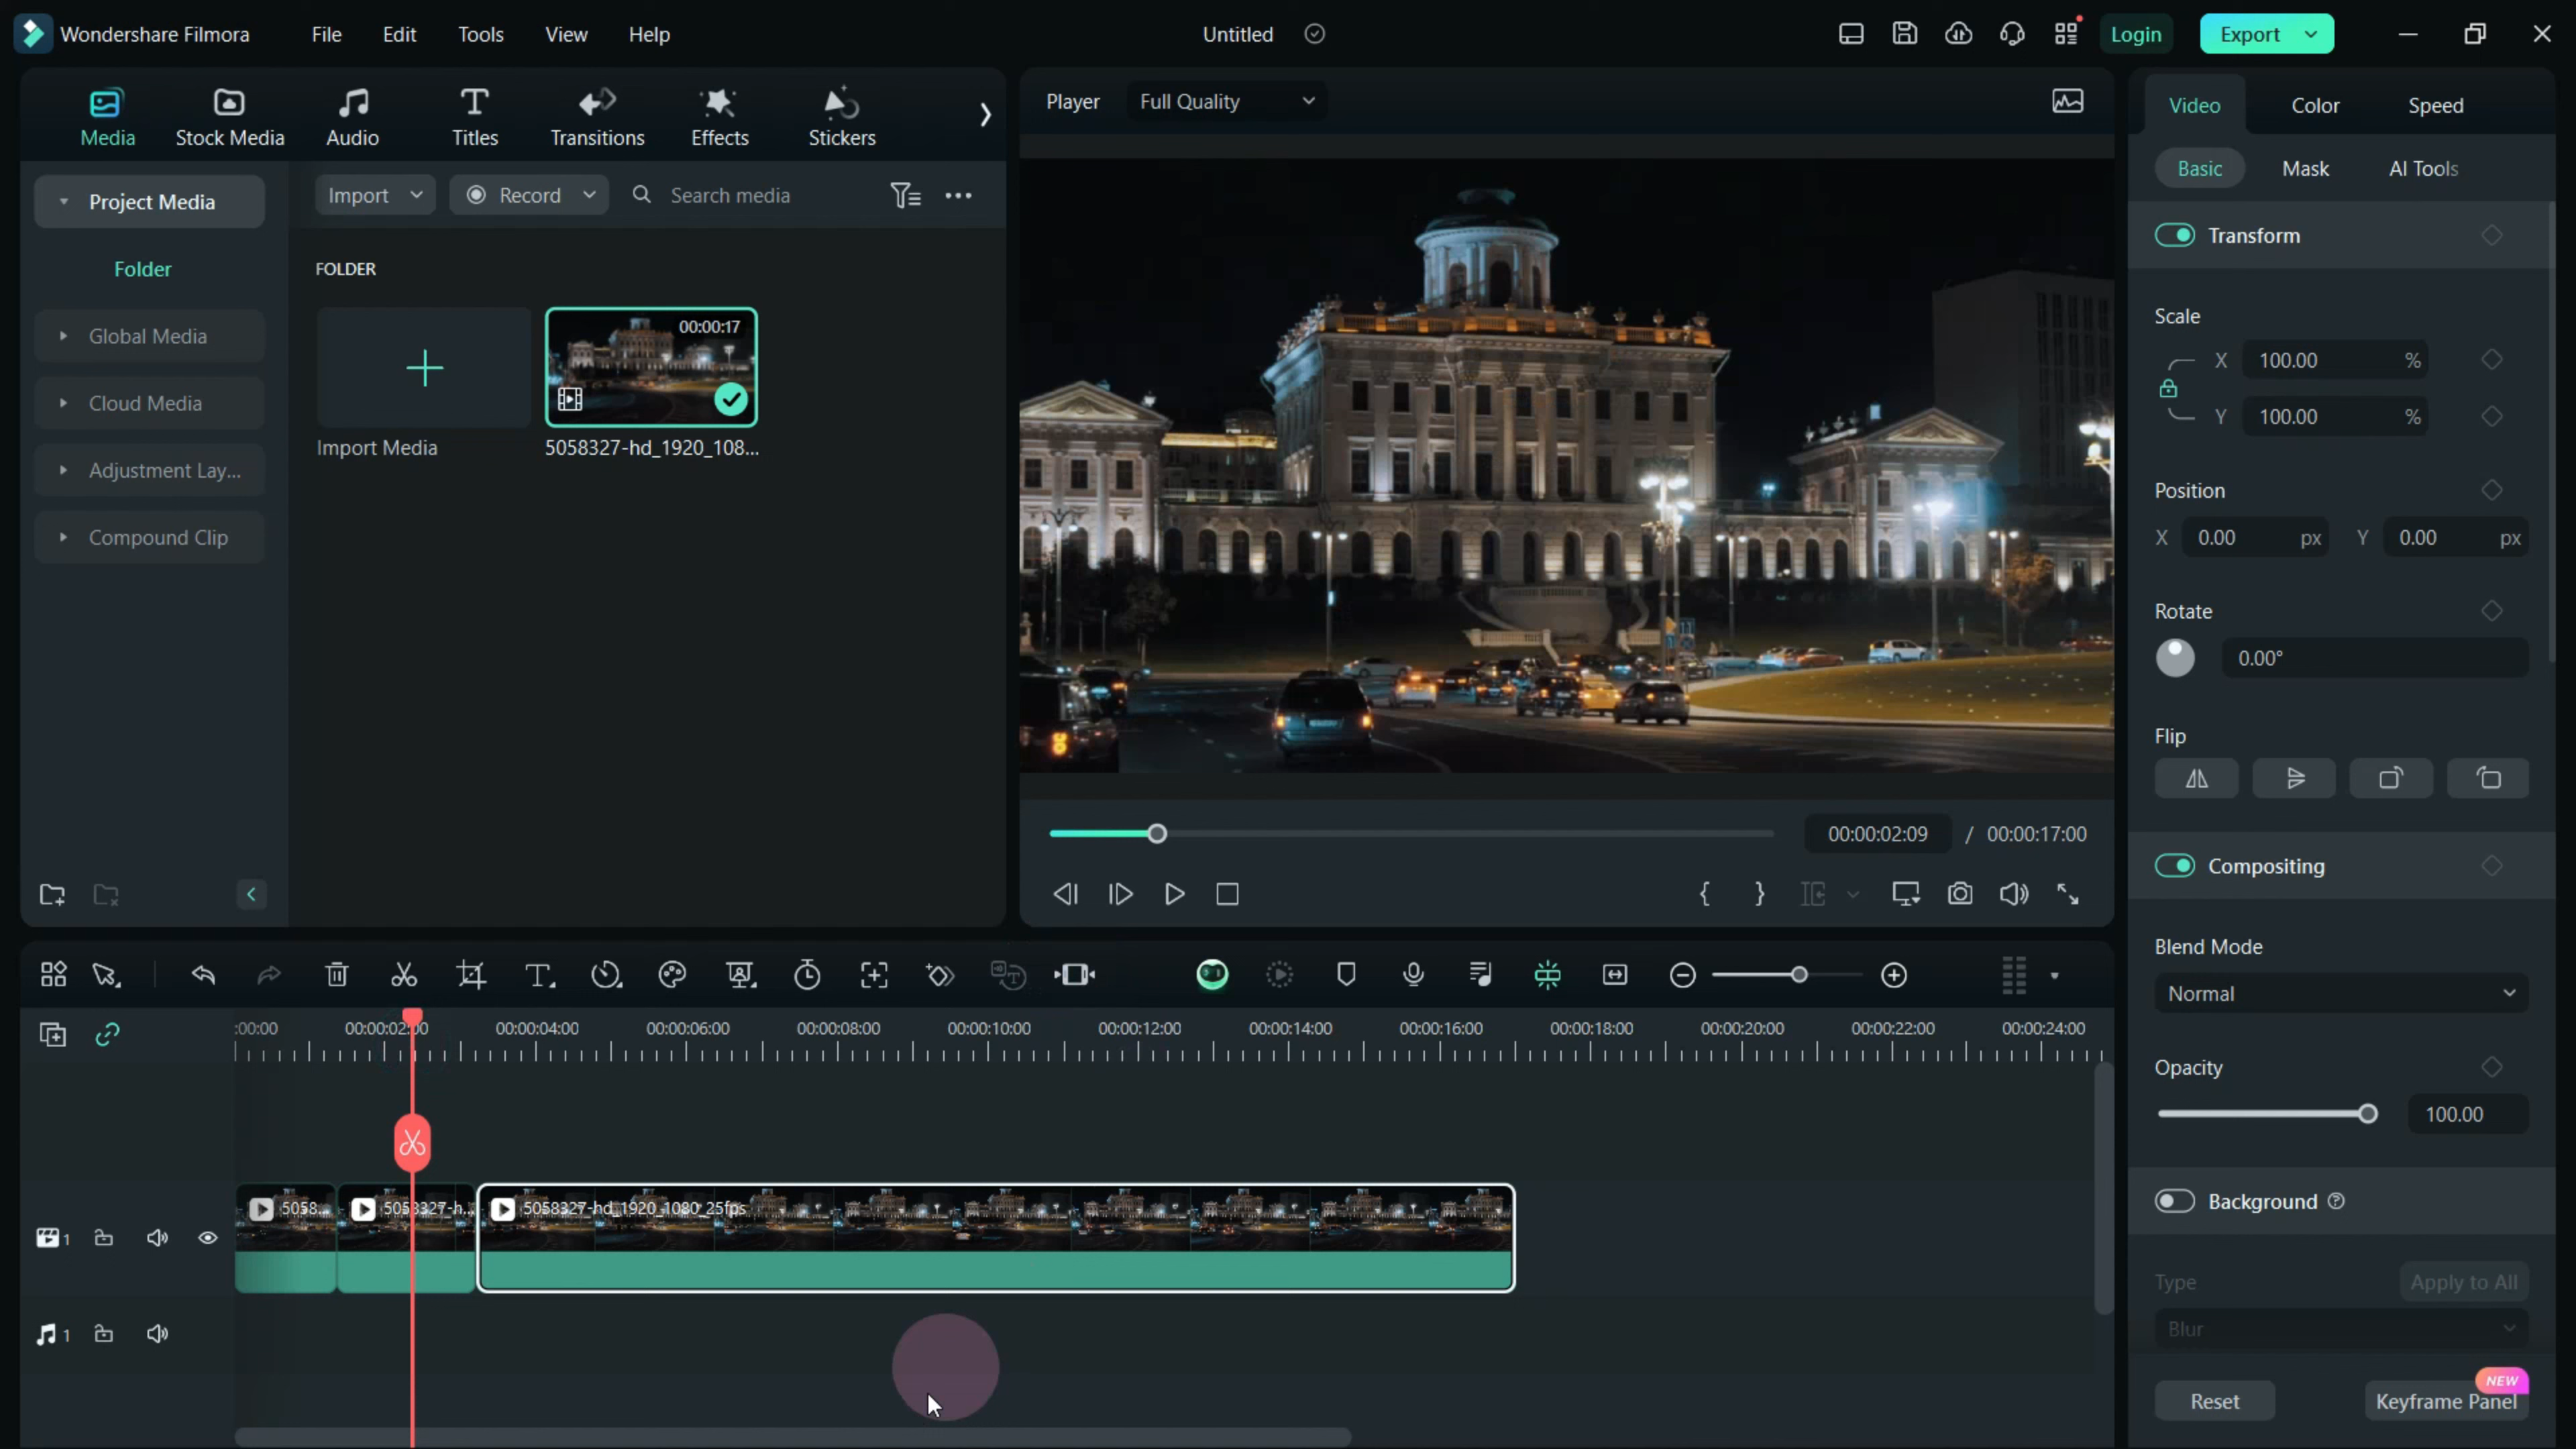 Wondershare Filmora
File
Edit
Tools
View
Help
Untitled
Login
Export
Media
Stock Media
Audio
Titles
Transitions
Effects
Stickers
Player
Full Quality
Video
Color
Speed
Basic
Mask
AI Tools
Project Media
Folder
Global Media
Cloud Media
Adjustment Lay...
Compound Clip
Import
Record
Search media
FOLDER
00:00:17
Import Media
5058327-hd_1920_108...
00:00:02:09 / 00:00:17:00
Transform
Scale
X 100.00 %
Y 100.00 %
Position
X 0.00 px Y 0.00 px
Rotate
0.00°
Flip
Compositing
Blend Mode
Normal
Opacity
100.00
Background
Type
Apply to All
Blur
NEW
Reset
Keyframe Panel
:00:00 00:00:02:00 00:00:04:00 00:00:06:00 00:00:08:00 00:00:10:00 00:00:12:00 00:00:14:00 00:00:16:00 00:00:18:00 00:00:20:00 00:00:22:00 00:00:24:00
5058...
5058327-h...
5058327-hd_1920_1080_25fps
1
1